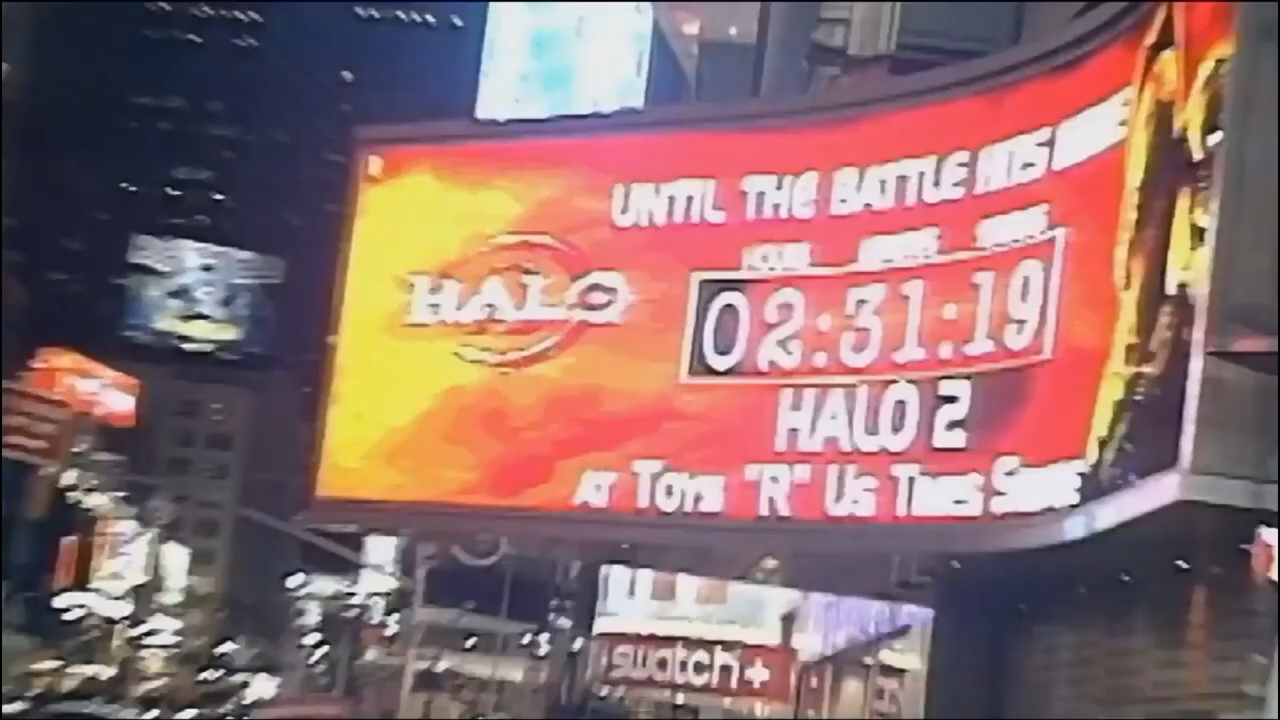 UNTIL THE BATTLE HITS HOME
HALO
02:31:19
HALO 2
AT TOYS "R" US TIMES SQUARE
swatch+